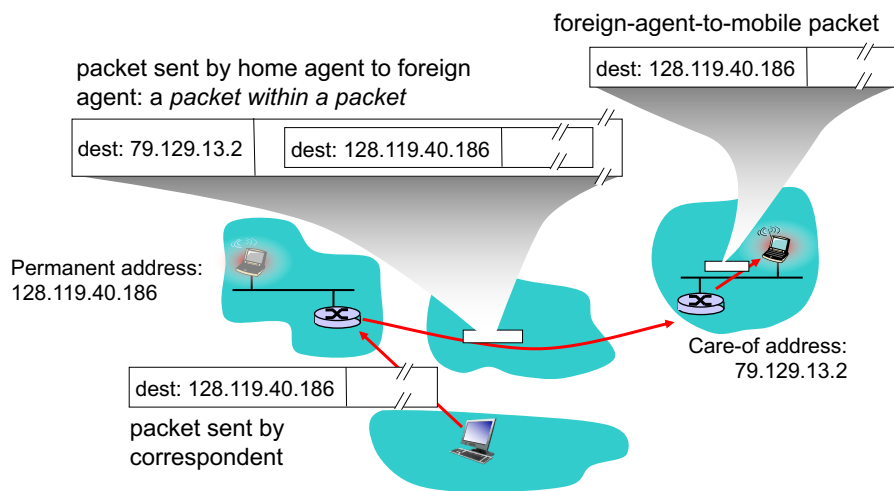 foreign-agent-to-mobile packet
dest: 128.119.40.186
packet sent by home agent to foreign
agent: a packet within a packet
dest: 79.129.13.2
dest: 128.119.40.186
Permanent address:
128.119.40.186
Care-of address:
79.129.13.2
dest: 128.119.40.186
packet sent by
correspondent